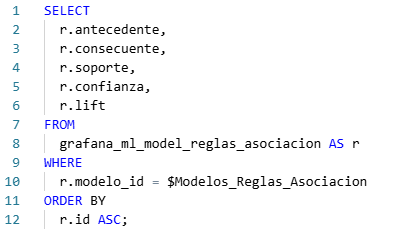 1 SELECT
2 r.antecedente,
3 r.consecuente,
4 r.soporte,
5 r.confianza,
6 r.lift
7 FROM
8 grafana_ml_model_reglas_asociacion AS r
9 WHERE
10 r.modelo_id = $Modelos_Reglas_Asociacion
11 ORDER BY
12 r.id ASC;